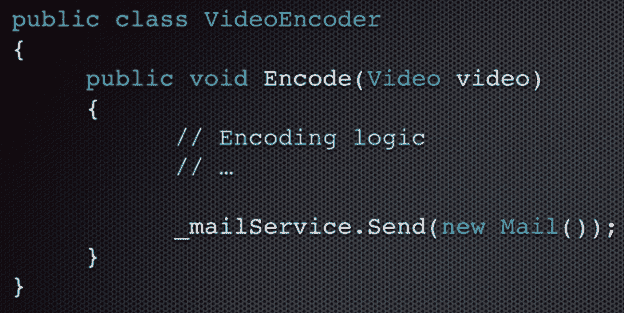 public class VideoEncoder
{
public void Encode(Video video)
{
// Encoding logic
// …
_mailService.Send(new Mail());
}
}